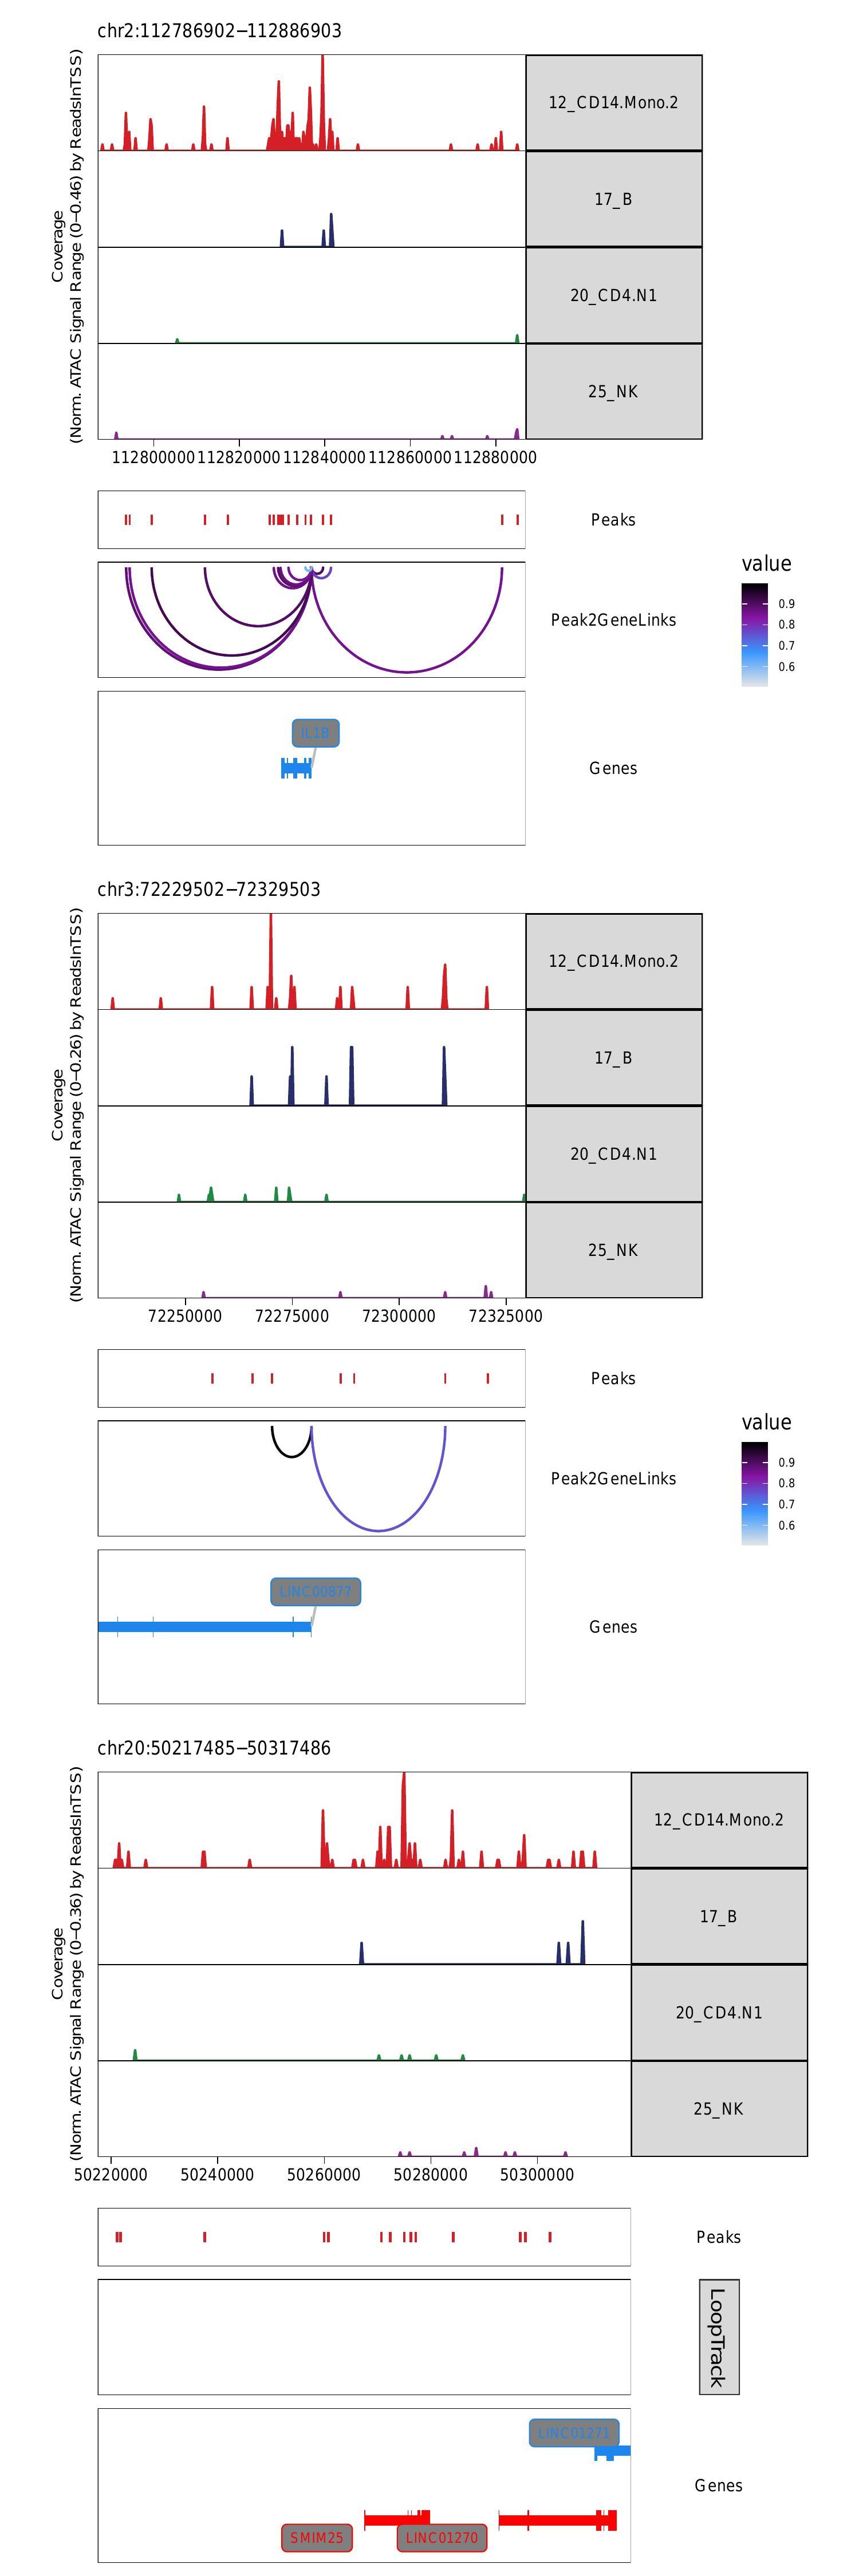 chr2:112786902−112886903
Coverage
(Norm. ATAC Signal Range (0−0.46) by ReadsInTSS)
12_CD14.Mono.2
17_B
20_CD4.N1
25_NK
112800000 112820000 112840000 112860000 112880000
Peaks
Peak2GeneLinks
value
0.9
0.8
0.7
0.6
IL1B
Genes
chr3:72229502−72329503
Coverage
(Norm. ATAC Signal Range (0−0.26) by ReadsInTSS)
12_CD14.Mono.2
17_B
20_CD4.N1
25_NK
72250000 72275000 72300000 72325000
Peaks
Peak2GeneLinks
value
0.9
0.8
0.7
0.6
LINC00877
Genes
chr20:50217485−50317486
Coverage
(Norm. ATAC Signal Range (0−0.36) by ReadsInTSS)
12_CD14.Mono.2
17_B
20_CD4.N1
25_NK
50220000 50240000 50260000 50280000 50300000
Peaks
LoopTrack
LINC01271
Genes
SMIM25 LINC01270